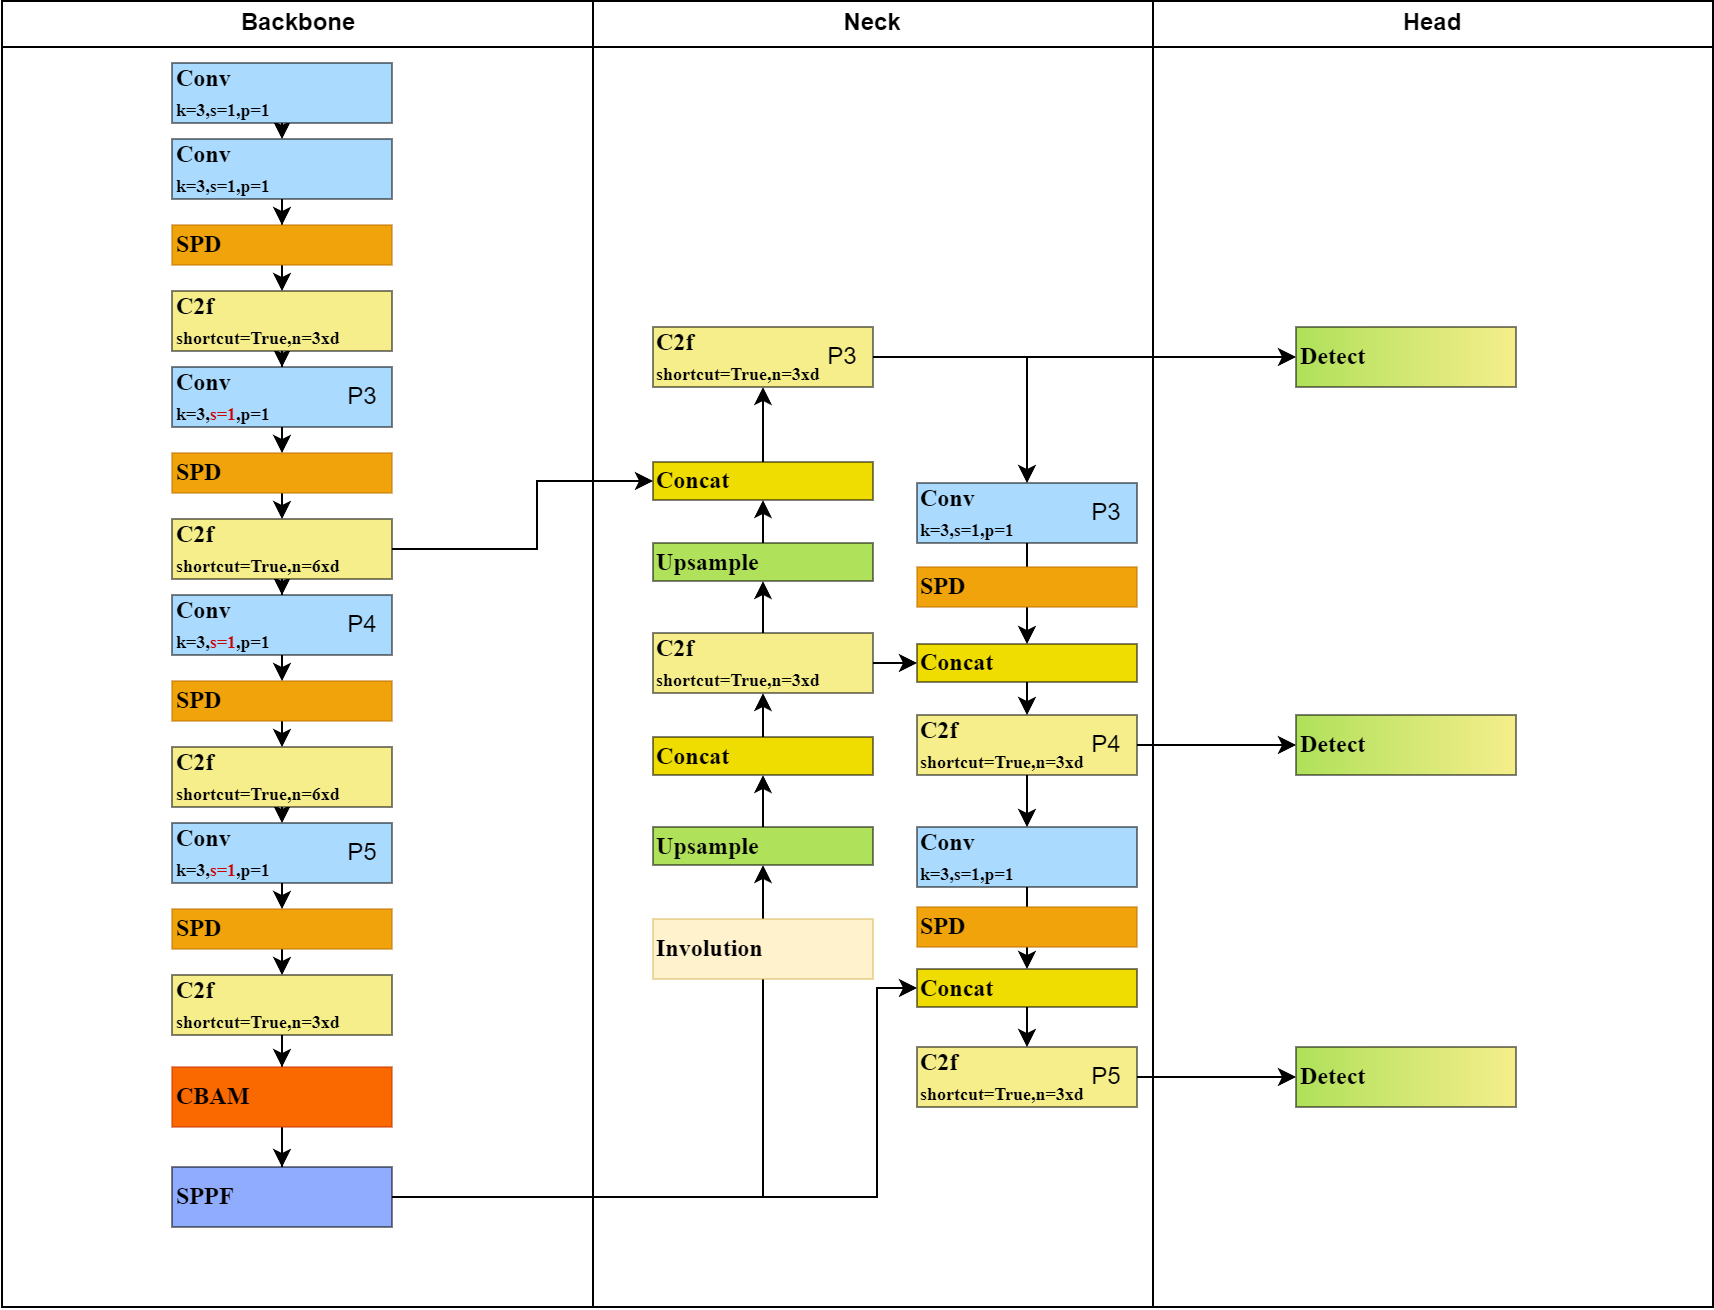 Backbone
Neck
Head
Conv
k=3,s=1,p=1
Conv
k=3,s=1,p=1
SPD
C2f
shortcut=True,n=3xd
Conv
P3
k=3,s=1,p=1
SPD
C2f
shortcut=True,n=6xd
Conv
P4
k=3,s=1,p=1
SPD
C2f
shortcut=True,n=6xd
Conv
P5
k=3,s=1,p=1
SPD
C2f
shortcut=True,n=3xd
CBAM
SPPF
C2f
P3
shortcut=True,n=3xd
Concat
Upsample
C2f
shortcut=True,n=3xd
Concat
Upsample
Involution
Conv
P3
k=3,s=1,p=1
SPD
Concat
C2f
P4
shortcut=True,n=3xd
Conv
k=3,s=1,p=1
SPD
Concat
C2f
P5
shortcut=True,n=3xd
Detect
Detect
Detect